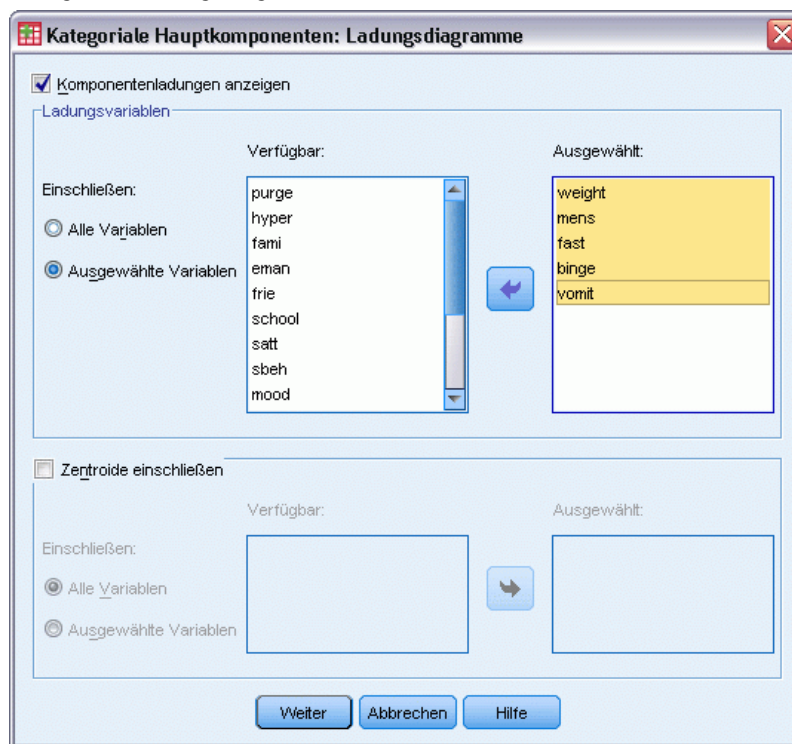 Kategoriale Hauptkomponenten: Ladungsdiagramme
Komponentenladungen anzeigen
Ladungsvariablen
Verfügbar:
Ausgewählt:
Einschließen:
Alle Variablen
Ausgewählte Variablen
purge
hyper
fami
eman
frie
school
satt
sbeh
mood
weight
mens
fast
binge
vomit
Zentroide einschließen
Verfügbar:
Ausgewählt:
Einschließen:
Alle Variablen
Ausgewählte Variablen
Weiter
Abbrechen
Hilfe